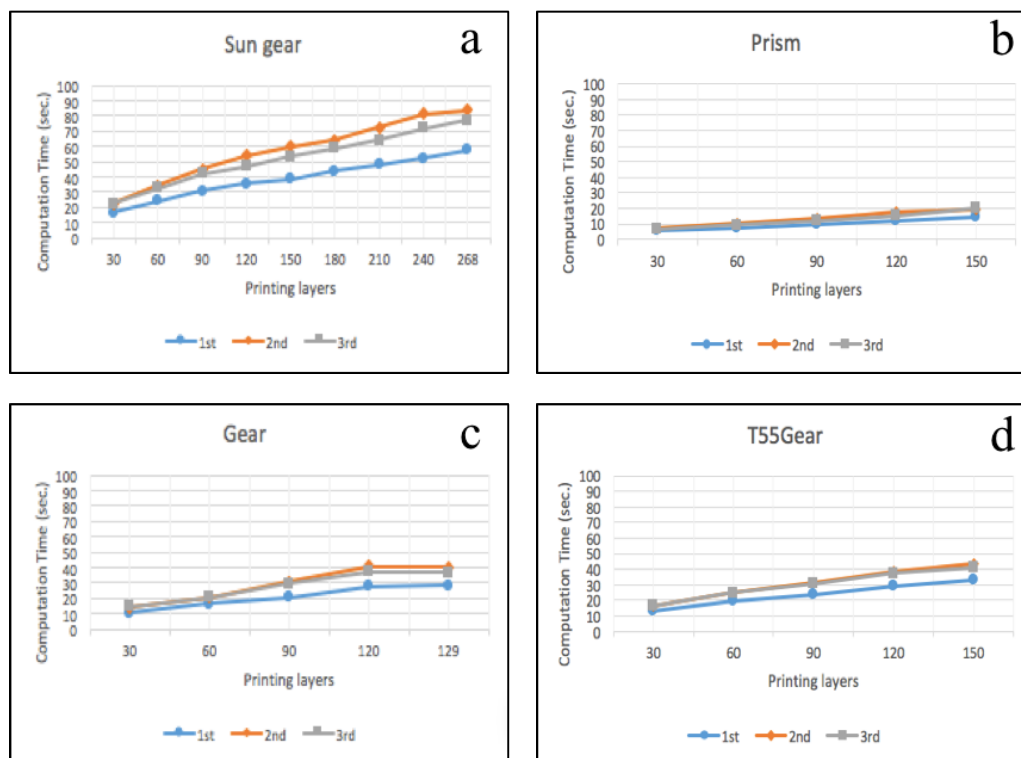 Sun gear
a
Computation Time (sec.)
100
90
80
70
60
50
40
30
20
10
0
30 60 90 120 150 180 210 240 268
Printing layers
1st 2nd 3rd
Prism
b
Computation Time (sec.)
100
90
80
70
60
50
40
30
20
10
0
30 60 90 120 150
Printing layers
1st 2nd 3rd
Gear
c
Computation Time (sec.)
100
90
80
70
60
50
40
30
20
10
0
30 60 90 120 129
Printing layers
1st 2nd 3rd
T55Gear
d
Computation Time (sec.)
100
90
80
70
60
50
40
30
20
10
0
30 60 90 120 150
Printing layers
1st 2nd 3rd